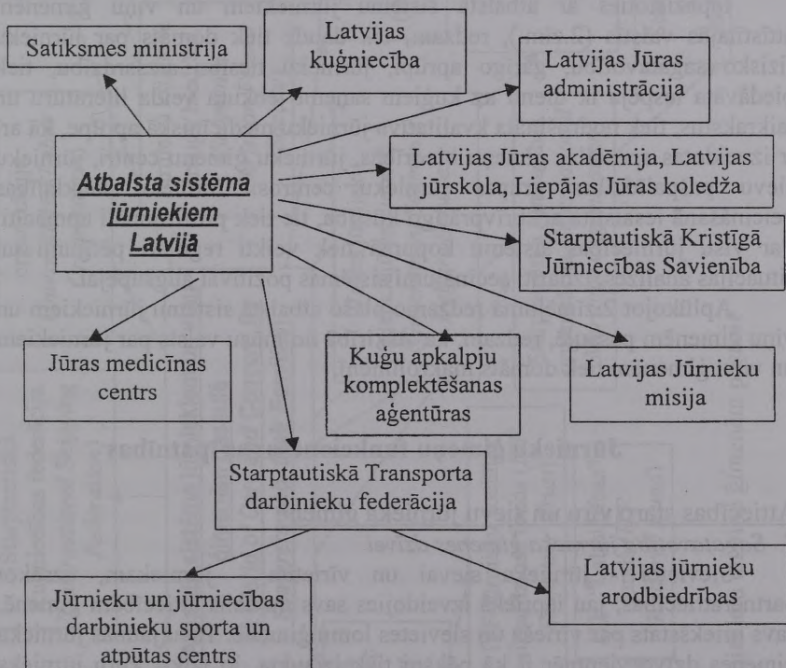 Satiksmes ministrija
Latvijas
kuģniecība
Latvijas Jūras
administrācija
Atbalsta sistēma
jūrniekiem
Latvijā
Latvijas Jūras akadēmija, Latvijas
jūrskola, Liepājas Jūras koledža
Starptautiskā Kristīgā
Jūrniecības Savienība
Jūras medicīnas
centrs
Kuģu apkalpju
komplektēšanas
aģentūras
Latvijas Jūrnieku
misija
Starptautiskā Transporta
darbinieku federācija
Latvijas jūrnieku
arodbiedrības
Jūrnieku un jūrniecības
darbinieku sporta un
atpūtas centrs